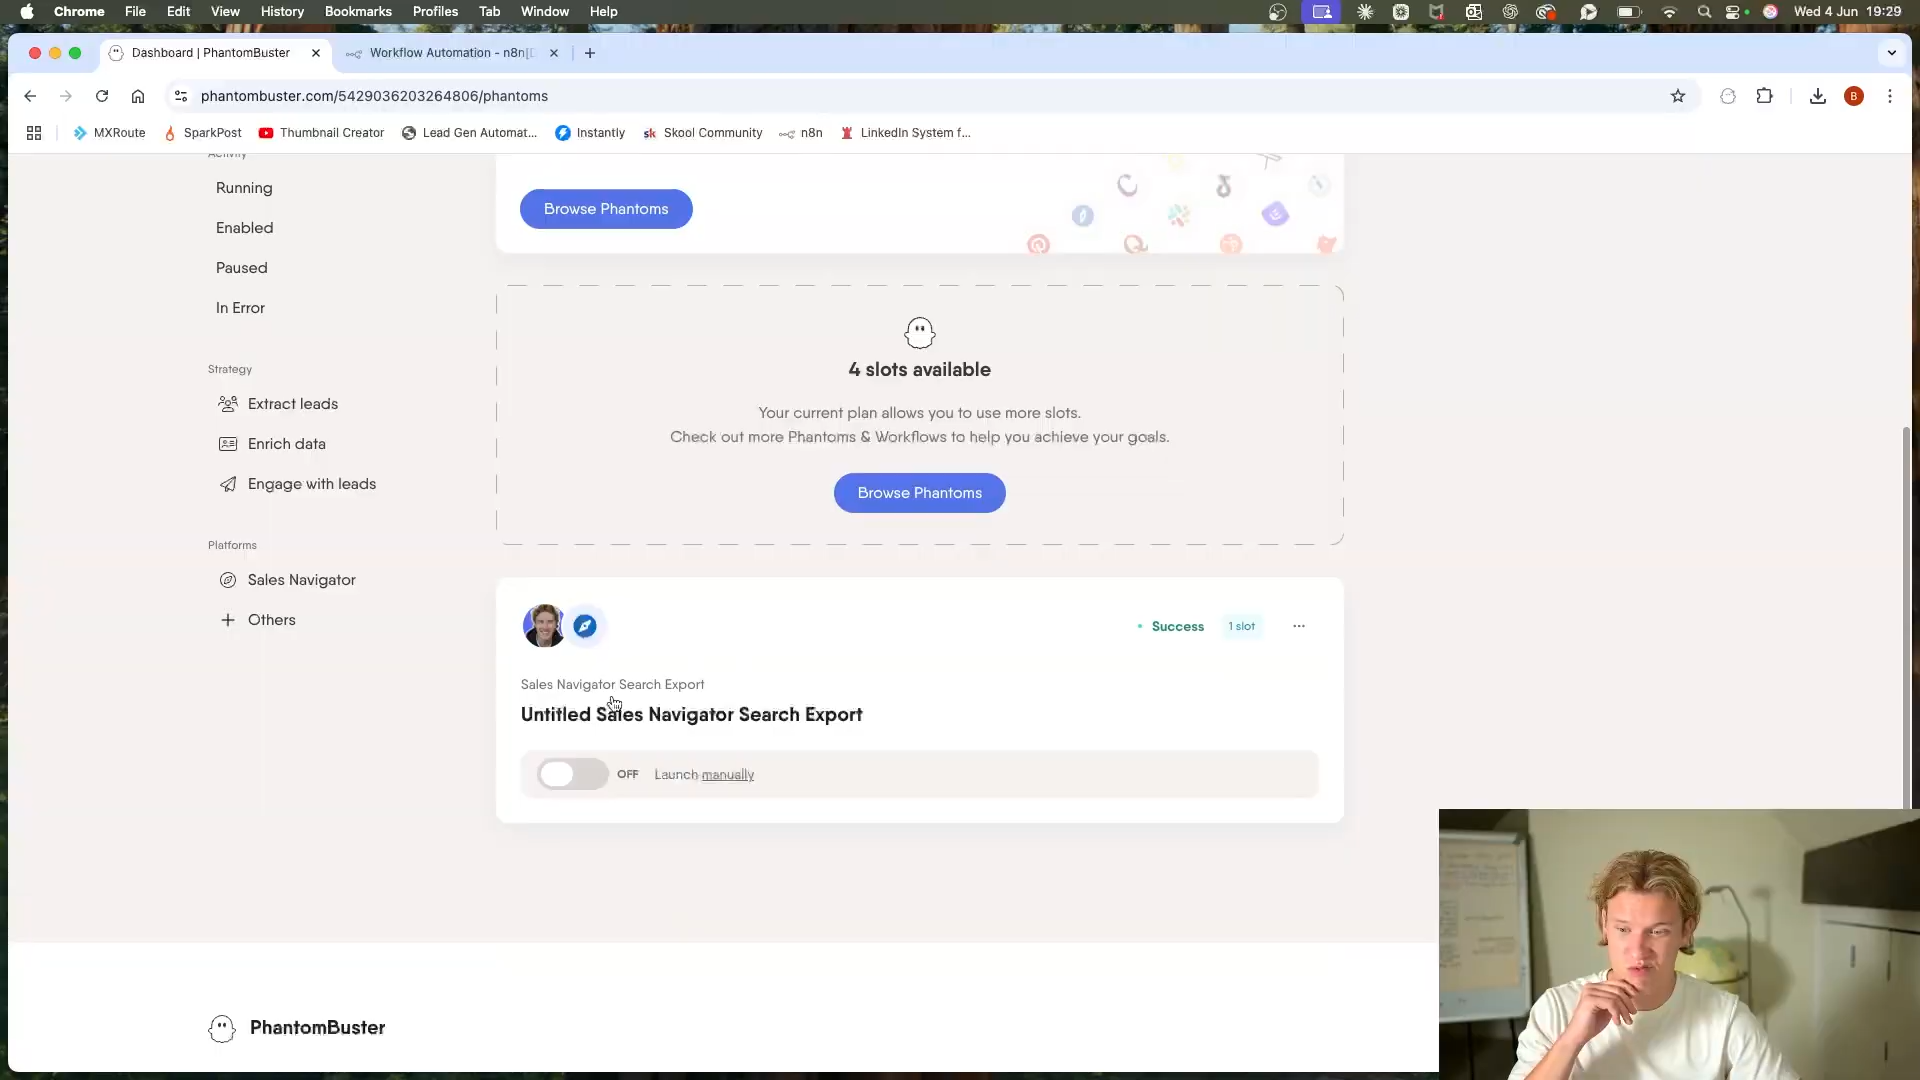 Chrome File Edit View History Bookmarks Profiles Tab Window Help Wed 4 Jun 19:29
Dashboard | PhantomBuster
Workflow Automation - n8n
phantombuster.com/5429036203264806/phantoms
B
MXRoute SparkPost Thumbnail Creator Lead Gen Automat... Instantly sk Skool Community n8n LinkedIn System f...
Activity
Running
Enabled
Paused
In Error
Strategy
Extract leads
Enrich data
Engage with leads
Platforms
Sales Navigator
Others
Browse Phantoms
4 slots available
Your current plan allows you to use more slots.
Check out more Phantoms & Workflows to help you achieve your goals.
Browse Phantoms
Success 1 slot
Sales Navigator Search Export
Untitled Sales Navigator Search Export
OFF Launch manually
PhantomBuster